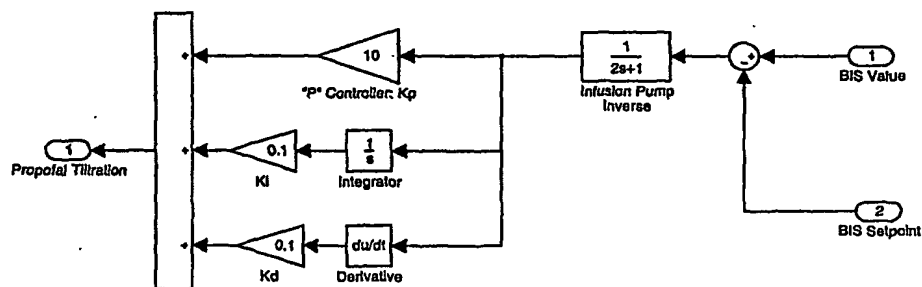 +
10
"P" Controller: Kp
1
2s+1
Infusion Pump
Inverse
- +
1
BIS Value
1
Propofal Tiltration
+
0.1
Ki
1
s
Integrator
2
BIS Setpoint
+
0.1
Kd
du/dt
Derivative